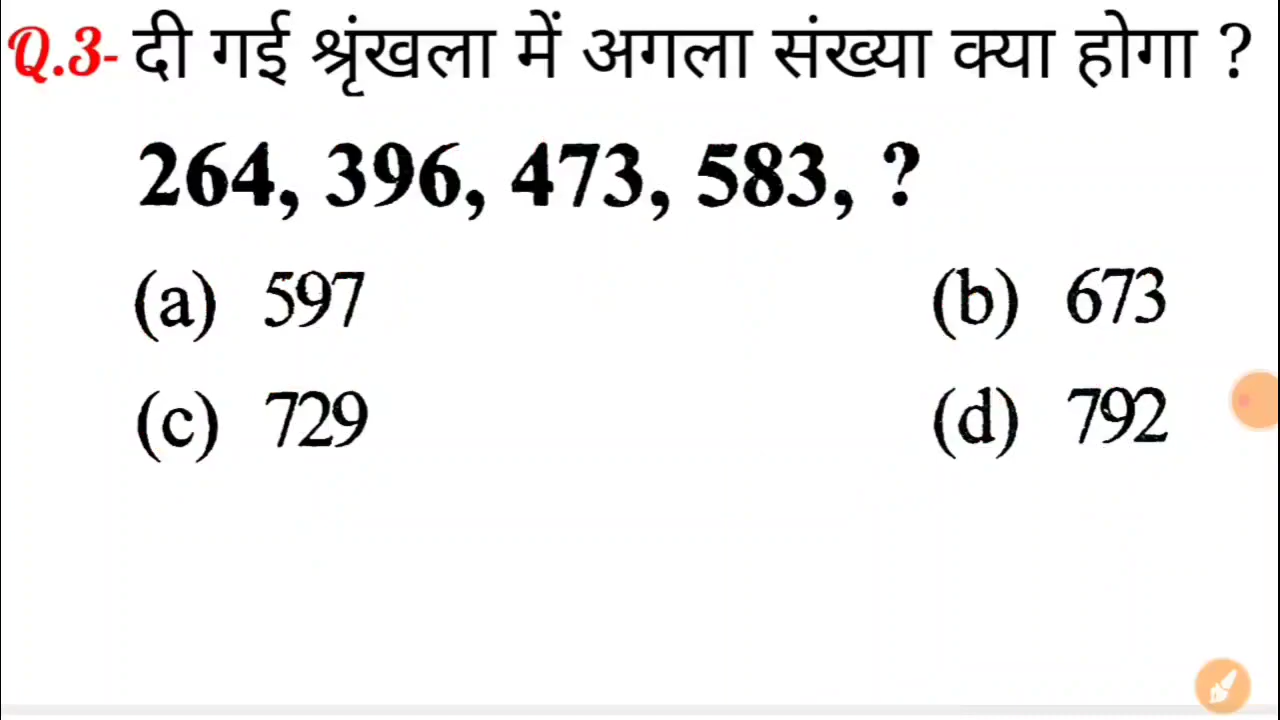 Q.3- दी गई श्रृंखला में अगला संख्या क्या होगा ?
264, 396, 473, 583, ?
(a) 597 (b) 673
(c) 729 (d) 792